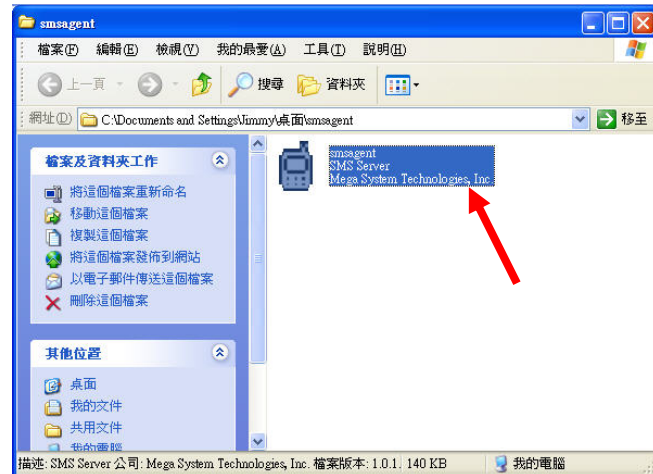 smsagent
檔案(F) 編輯(E) 檢視(V) 我的最愛(A) 工具(T) 說明(H)
上一頁 搜尋 資料夾
網址(D) C:\Documents and Settings\Jimmy\桌面\smsagent 移至
檔案及資料夾工作
將這個檔案重新命名
移動這個檔案
複製這個檔案
將這個檔案發佈到網站
以電子郵件傳送這個檔案
刪除這個檔案
其他位置
桌面
我的文件
共用文件
我的電腦
smsagent
SMS Server
Mega System Technologies, Inc
描述: SMS Server 公司: Mega System Technologies, Inc. 檔案版本: 1.0.1. 140 KB 我的電腦